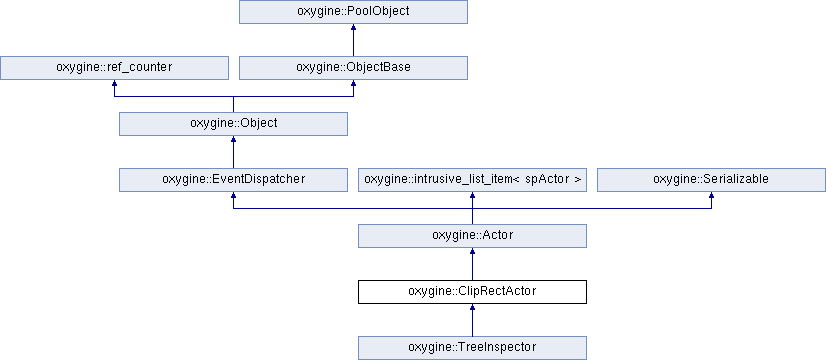 oxygine::PoolObject
oxygine::ref_counter
oxygine::ObjectBase
oxygine::Object
oxygine::EventDispatcher
oxygine::intrusive_list_item< spActor >
oxygine::Serializable
oxygine::Actor
oxygine::ClipRectActor
oxygine::TreeInspector